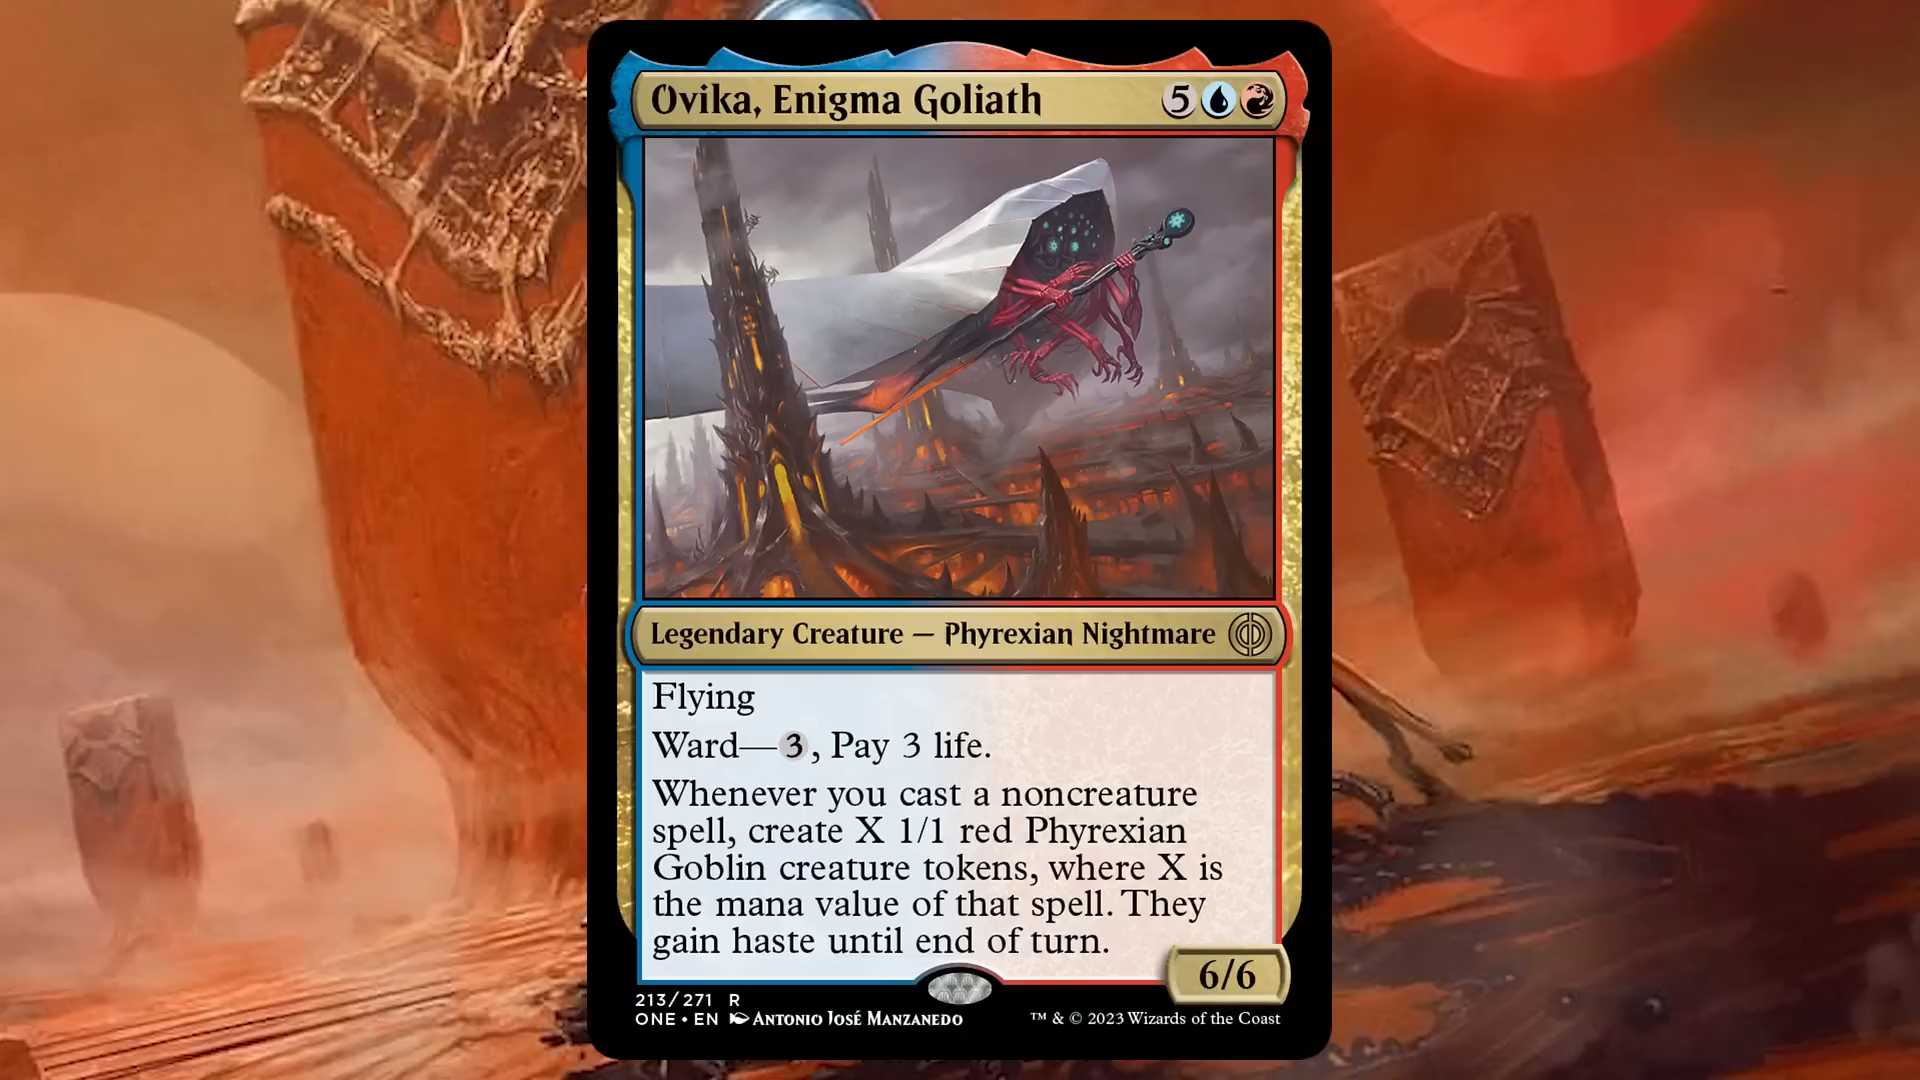 Ovika, Enigma Goliath 5
Legendary Creature — Phyrexian Nightmare
Flying
Ward—3, Pay 3 life.
Whenever you cast a noncreature
spell, create X 1/1 red Phyrexian
Goblin creature tokens, where X is
the mana value of that spell. They
gain haste until end of turn.
6/6
213/271 R
ONE • EN Antonio José Manzanedo
™ & © 2023 Wizards of the Coast